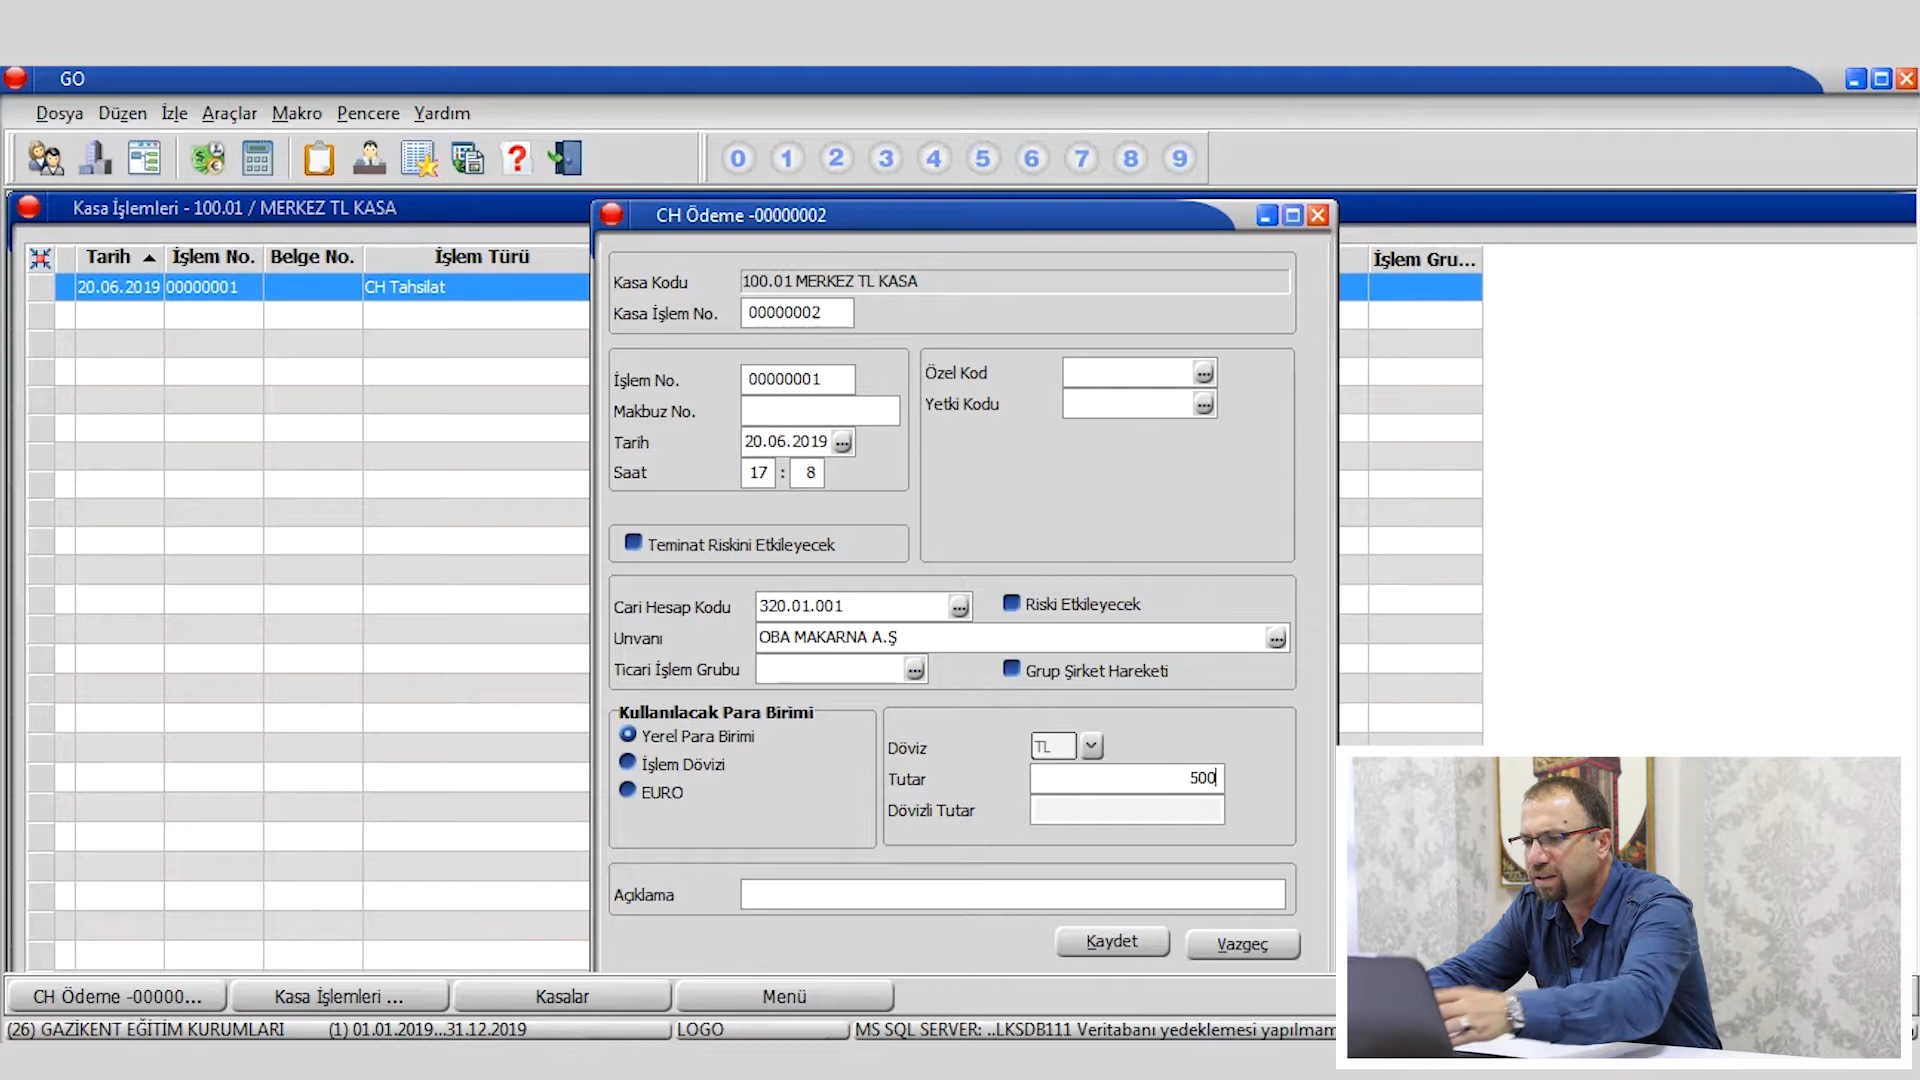 GO
Dosya Düzen İzle Araçlar Makro Pencere Yardım
0 1 2 3 4 5 6 7 8 9
Kasa İşlemleri - 100.01 / MERKEZ TL KASA
Tarih İşlem No. Belge No. İşlem Türü İşlem Gru...
20.06.2019 00000001 CH Tahsilat
CH Ödeme -00000002
Kasa Kodu 100.01 MERKEZ TL KASA
Kasa İşlem No. 00000002
İşlem No. 00000001
Makbuz No.
Tarih 20.06.2019 ...
Saat 17 : 8
Özel Kod ...
Yetki Kodu ...
Teminat Riskini Etkileyecek
Cari Hesap Kodu 320.01.001 ... Riski Etkileyecek
Unvanı OBA MAKARNA A.Ş ...
Ticari İşlem Grubu ... Grup Şirket Hareketi
Kullanılacak Para Birimi
Yerel Para Birimi
İşlem Dövizi
EURO
Döviz TL
Tutar 500
Dövizli Tutar
Açıklama
Kaydet Vazgeç
CH Ödeme -00000... Kasa İşlemleri ... Kasalar Menü
(26) GAZİKENT EĞİTİM KURUMLARI (1) 01.01.2019...31.12.2019 LOGO MS SQL SERVER: ..LKSDB111 Veritabanı yedeklemesi yapılmam